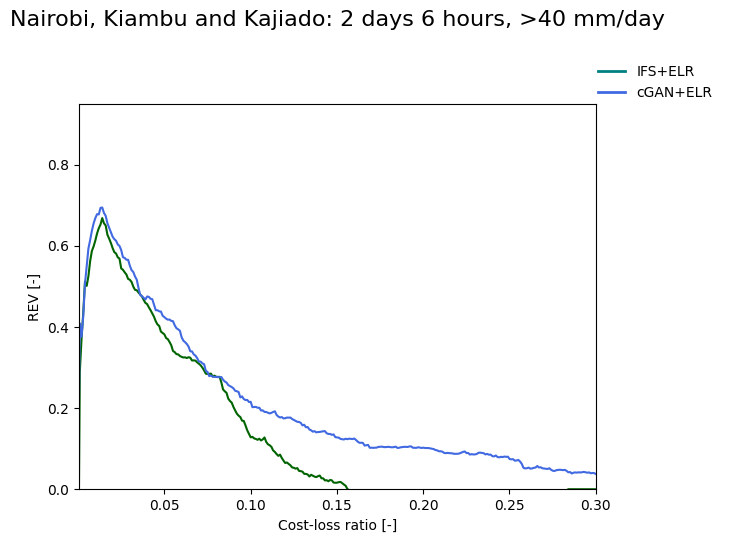 Nairobi, Kiambu and Kajiado: 2 days 6 hours, >40 mm/day
IFS+ELR
cGAN+ELR
0.8
0.6
0.4
0.2
0.0
REV [-]
0.05 0.10 0.15 0.20 0.25 0.30
Cost-loss ratio [-]